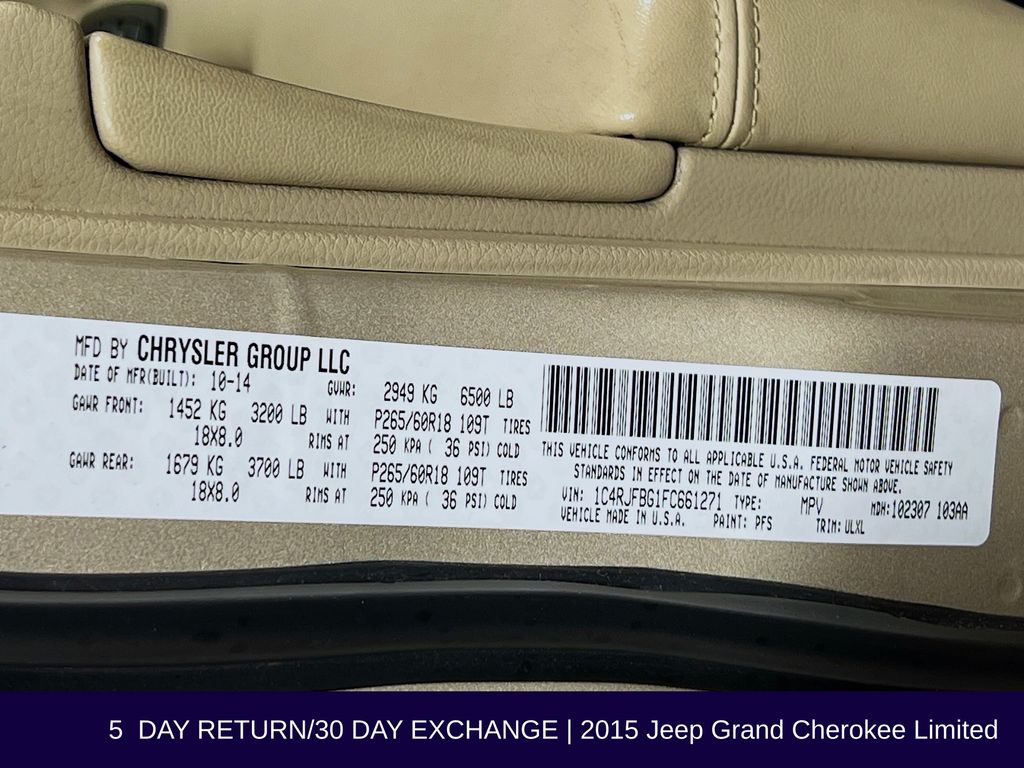 MFD BY CHRYSLER GROUP LLC
DATE OF MFR(BUILT): 10-14 GVWR: 2949 KG 6500 LB
GAWR FRONT: 1452 KG 3200 LB WITH P265/60R18 109T TIRES
18X8.0 RIMS AT 250 KPA ( 36 PSI) COLD
GAWR REAR: 1679 KG 3700 LB WITH P265/60R18 109T TIRES
18X8.0 RIMS AT 250 KPA ( 36 PSI) COLD
THIS VEHICLE CONFORMS TO ALL APPLICABLE U.S.A. FEDERAL MOTOR VEHICLE SAFETY
STANDARDS IN EFFECT ON THE DATE OF MANUFACTURE SHOWN ABOVE.
VIN: 1C4RJFBG1FC661271 TYPE: MPV MDH:102307 103AA
VEHICLE MADE IN U.S.A. PAINT: PFS TRIM: ULXL
5 DAY RETURN/30 DAY EXCHANGE | 2015 Jeep Grand Cherokee Limited